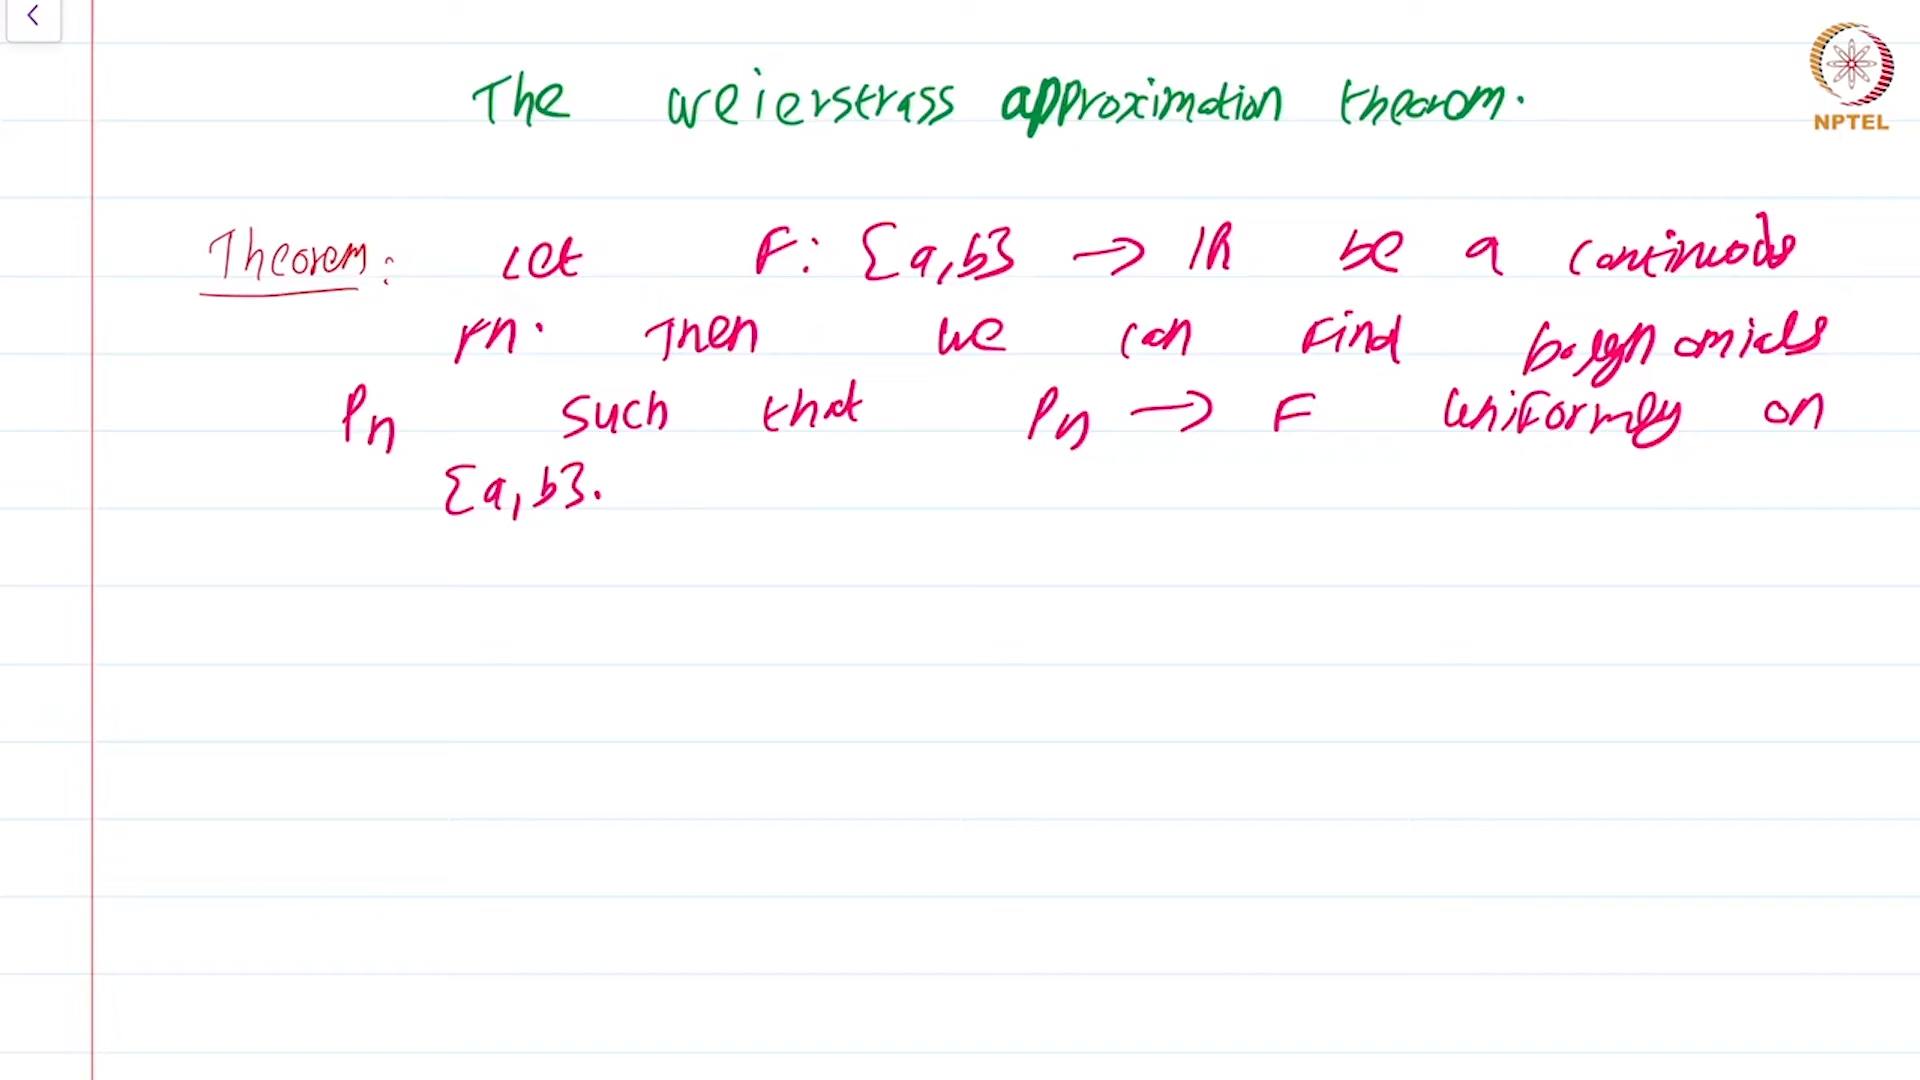 NPTEL
The weierstrass approximation theorem.
Theorem: Let F: [a,b] → IR be a continuous
Fn. Then we can find polynomials
Pn such that Pn → F uniformly on
[a,b].